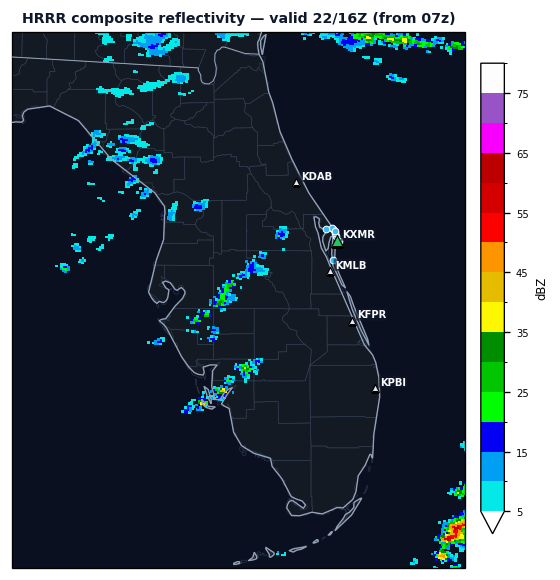 HRRR composite reflectivity — valid 22/16Z (from 07z)
KDAB
KXMR
KMLB
KFPR
KPBI
75
65
55
45
35
25
15
5
dBZ